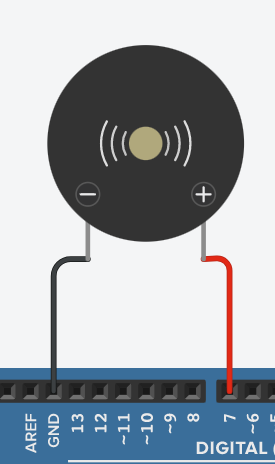 AREF
GND
13
12
~11
~10
~9
8
7
~6
DIGITAL